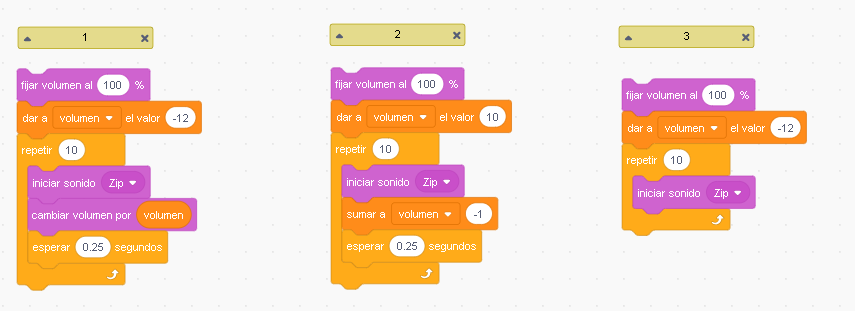 1
fijar volumen al 100 %
dar a volumen el valor -12
repetir 10
iniciar sonido Zip
cambiar volumen por volumen
esperar 0.25 segundos
2
fijar volumen al 100 %
dar a volumen el valor 10
repetir 10
iniciar sonido Zip
sumar a volumen -1
esperar 0.25 segundos
3
fijar volumen al 100 %
dar a volumen el valor -12
repetir 10
iniciar sonido Zip